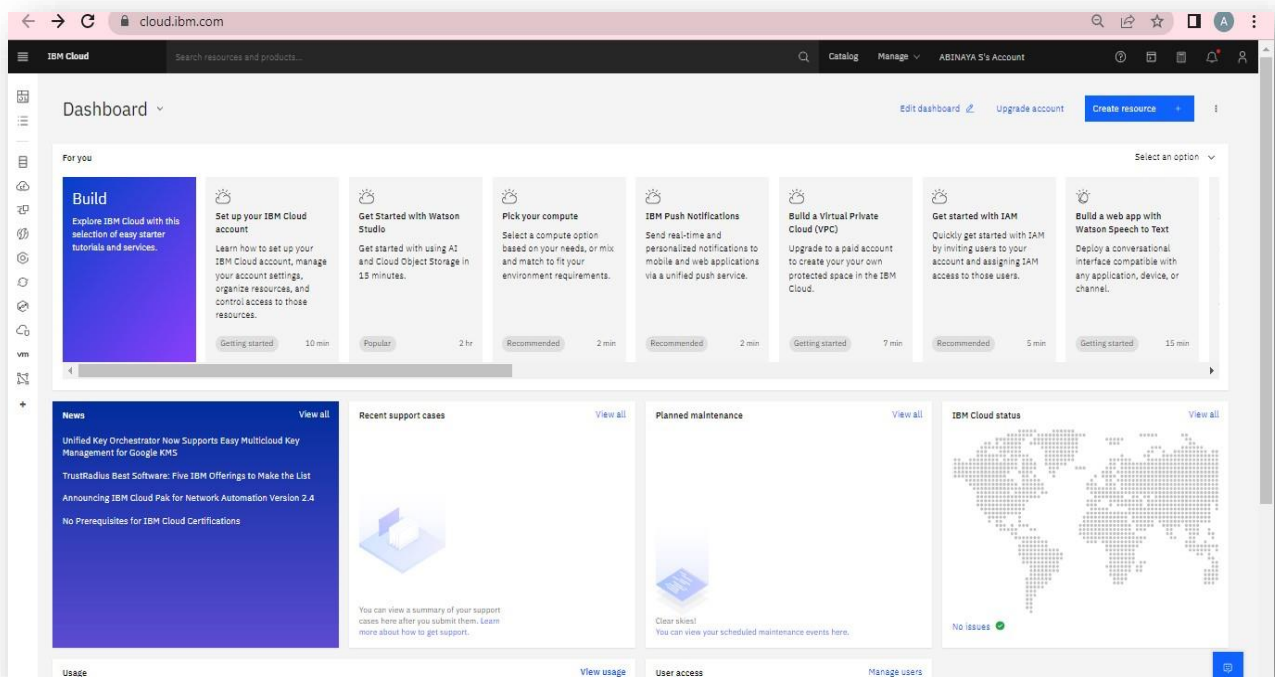 cloud.ibm.com
A
IBM Cloud
Search resources and products...
Catalog
Manage
ABINAYA S's Account
Dashboard
Edit dashboard
Upgrade account
Create resource +
For you
Select an option
Build
Explore IBM Cloud with this
selection of easy starter
tutorials and services.
Set up your IBM Cloud
account
Learn how to set up your
IBM Cloud account, manage
your account settings,
organize resources, and
control access to those
resources.
Getting started
10 min
Get Started with Watson
Studio
Get started with using AI
and Cloud Object Storage in
15 minutes.
Popular
2 hr
Pick your compute
Select a compute option
based on your needs, or mix
and match to fit your
environment requirements.
Recommended
2 min
IBM Push Notifications
Send real-time and
personalized notifications to
mobile and web applications
via a unified push service.
Recommended
2 min
Build a Virtual Private
Cloud (VPC)
Upgrade to a paid account
to create your your own
protected space in the IBM
Cloud.
Getting started
7 min
Get started with IAM
Quickly get started with IAM
by inviting users to your
account and assigning IAM
access to those users.
Recommended
5 min
Build a web app with
Watson Speech to Text
Deploy a conversational
interface compatible with
any application, device, or
channel.
Getting started
15 min
vm
News
View all
Unified Key Orchestrator Now Supports Easy Multicloud Key
Management for Google KMS
TrustRadius Best Software: Five IBM Offerings to Make the List
Announcing IBM Cloud Pak for Network Automation Version 2.4
No Prerequisites for IBM Cloud Certifications
Recent support cases
View all
You can view a summary of your support
cases here after you submit them. Learn
more about how to get support.
Planned maintenance
View all
Clear skies!
You can view your scheduled maintenance events here.
IBM Cloud status
View all
No issues
Usage
View usage
User access
Manage users